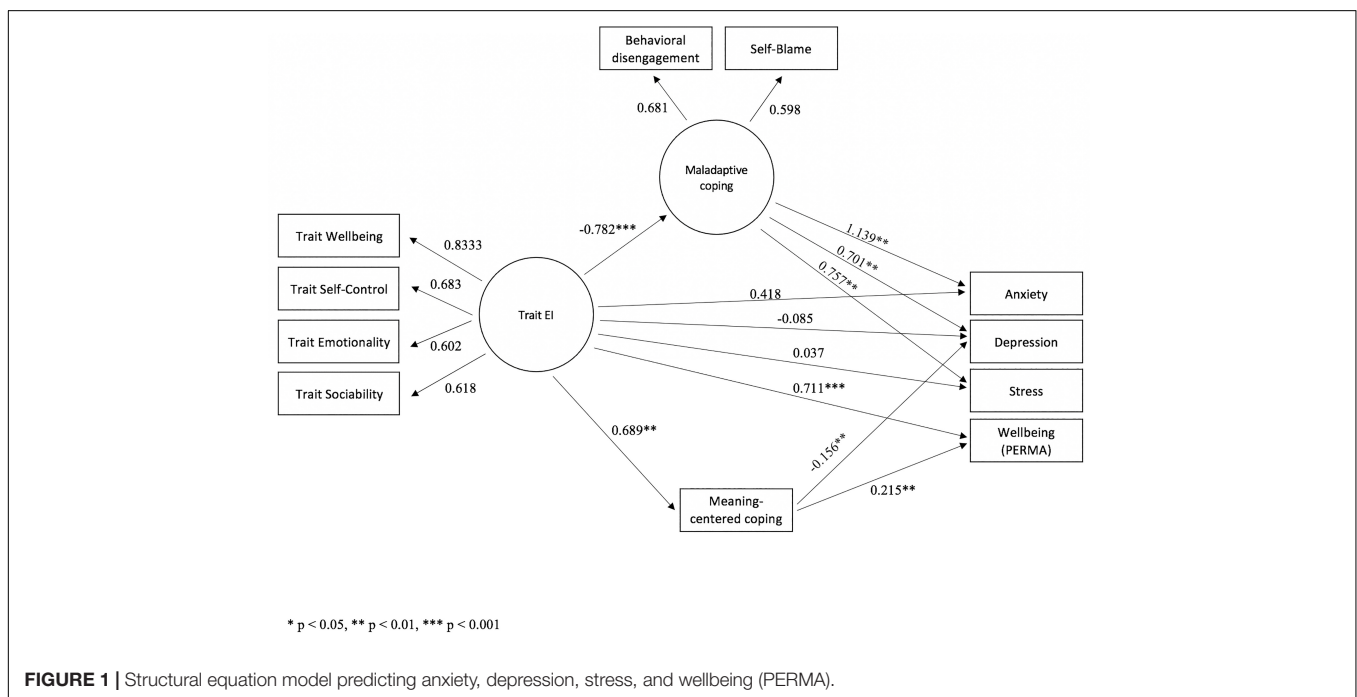 Behavioral
disengagement
Self-Blame
0.681
0.598
Maladaptive
coping
Trait Wellbeing
0.8333
-0.782***
1.139**
0.701**
0.757**
Trait Self-Control
0.683
Trait EI
0.418
Anxiety
Trait Emotionality
0.602
-0.085
Depression
0.037
Trait Sociability
0.618
0.711***
Stress
Wellbeing
(PERMA)
0.689**
-0.156**
0.215**
Meaning-
centered coping
* p < 0.05, ** p < 0.01, *** p < 0.001
FIGURE 1 | Structural equation model predicting anxiety, depression, stress, and wellbeing (PERMA).